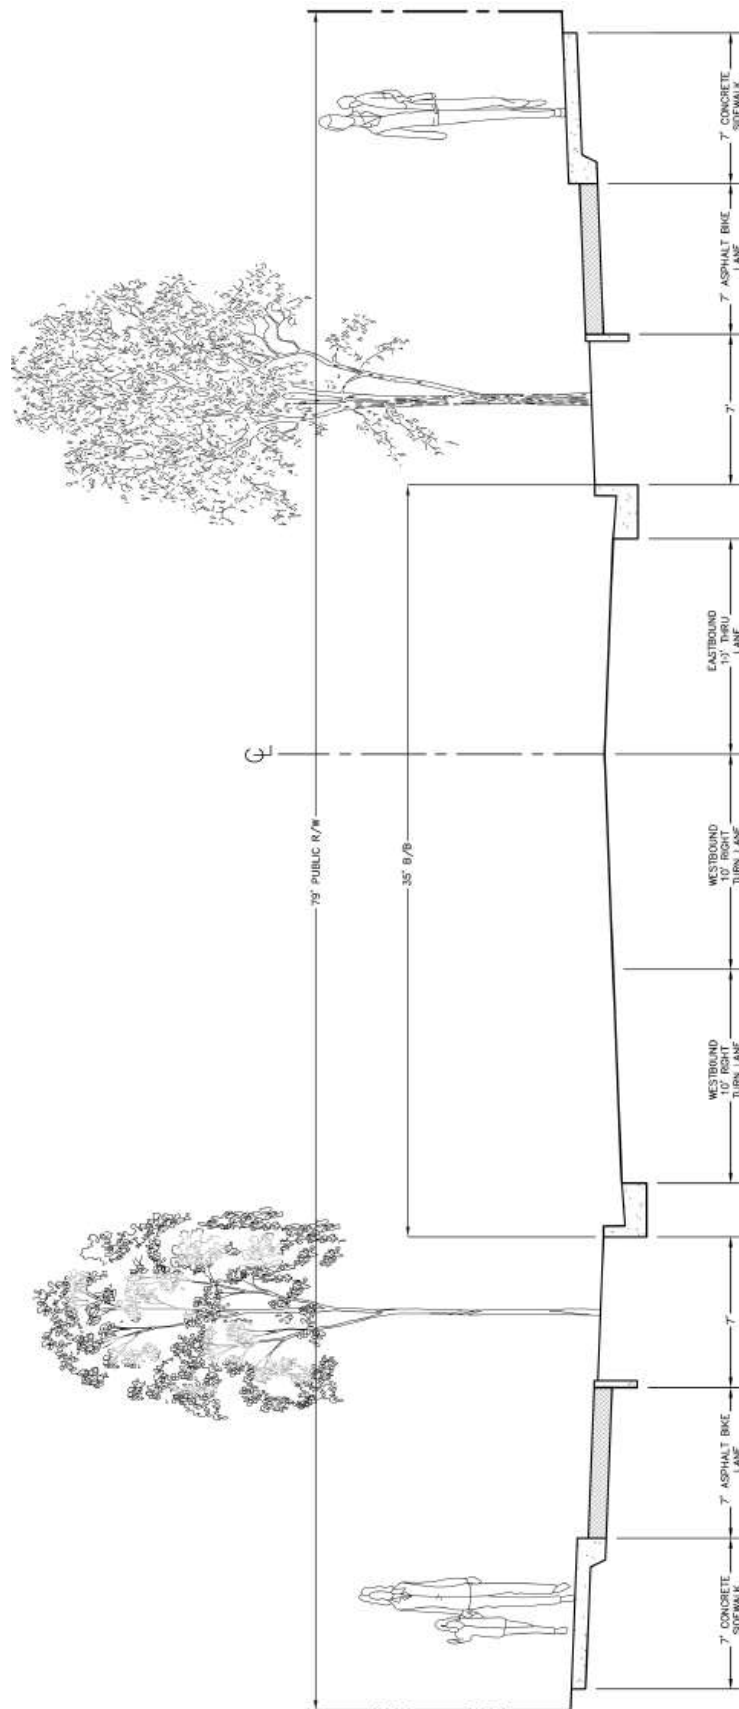 CL
79' PUBLIC R/W
35' B/B
7' CONCRETE
SIDEWALK
7' ASPHALT BIKE
LANE
7'
WESTBOUND
10' RIGHT
TURN LANE
WESTBOUND
10' RIGHT
TURN LANE
EASTBOUND
10' THRU
LANE
7'
7' ASPHALT BIKE
LANE
7' CONCRETE
SIDEWALK